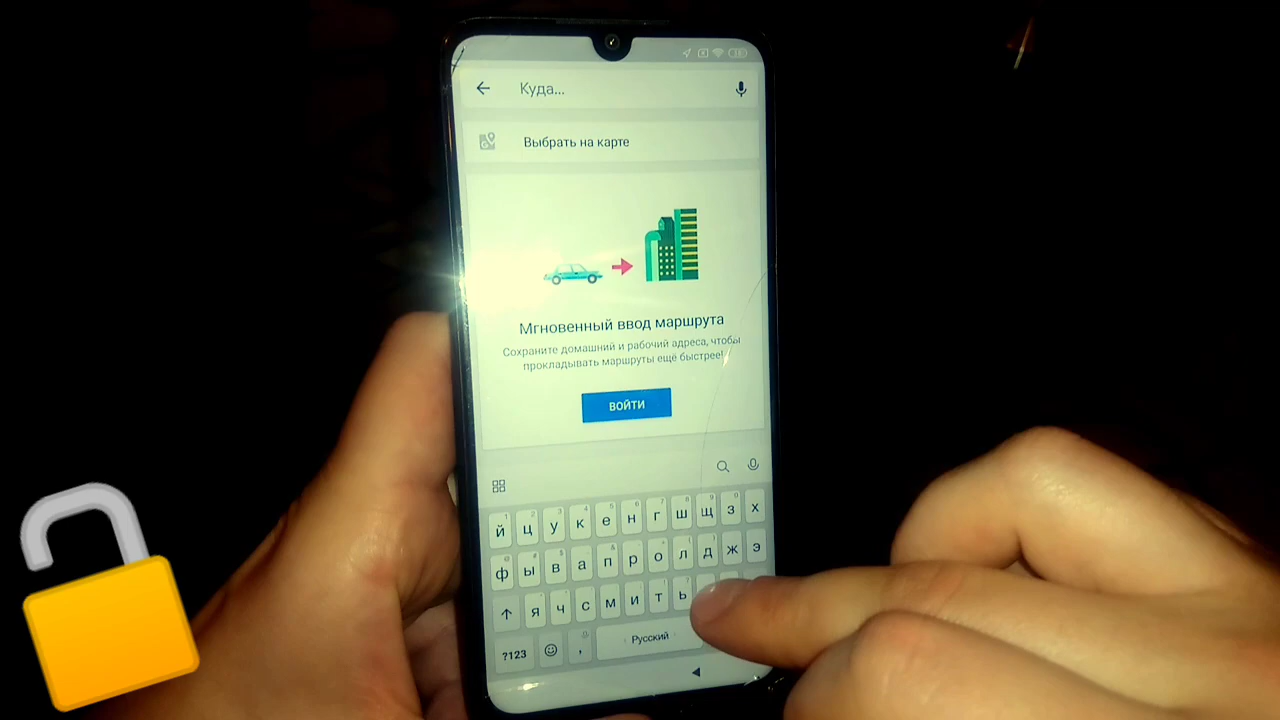 Куда...
Выбрать на карте
Мгновенный ввод маршрута
Сохраните домашний и рабочий адреса, чтобы
прокладывать маршруты ещё быстрее!
ВОЙТИ
й ц у к е н г ш щ з х
ф ы в а п р о л д ж э
я ч с м и т ь
?123 , Русский